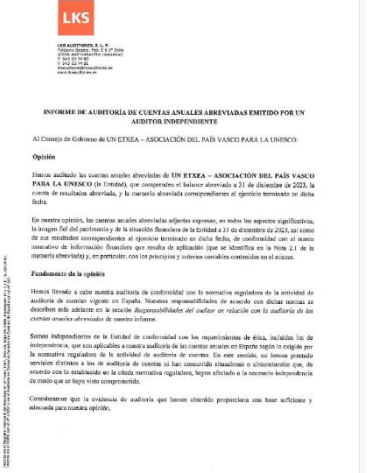 LKS
LKS AUDITORES, S. L. P.
INFORME DE AUDITORÍA DE CUENTAS ANUALES ABREVIADAS EMITIDO POR UN
AUDITOR INDEPENDIENTE
Al Consejo de Gobierno de UN ETXEA – ASOCIACIÓN DEL PAÍS VASCO PARA LA UNESCO:
Opinión
Hemos auditado las cuentas anuales abreviadas de UN ETXEA – ASOCIACIÓN DEL PAÍS VASCO
PARA LA UNESCO (la Entidad), que comprenden el balance abreviado a 31 de diciembre de 2023, la
cuenta de resultados abreviada, y la memoria abreviada correspondientes al ejercicio terminado en dicha
fecha.
En nuestra opinión, las cuentas anuales abreviadas adjuntas expresan, en todos los aspectos significativos,
la imagen fiel del patrimonio y de la situación financiera de la Entidad a 31 de diciembre de 2023, así como
de sus resultados correspondientes al ejercicio terminado en dicha fecha, de conformidad con el marco
normativo de información financiera que resulta de aplicación (que se identifica en la Nota 2.1 de la
memoria abreviada) y, en particular, con los principios y criterios contables contenidos en el mismo.
Fundamento de la opinión
Hemos llevado a cabo nuestra auditoría de conformidad con la normativa reguladora de la actividad de
auditoría de cuentas vigente en España. Nuestras responsabilidades de acuerdo con dichas normas se
describen más adelante en la sección Responsabilidades del auditor en relación con la auditoría de las
cuentas anuales abreviadas de nuestro informe.
Somos independientes de la Entidad de conformidad con los requerimientos de ética, incluidos los de
independencia, que son aplicables a nuestra auditoría de las cuentas anuales en España según lo exigido por
la normativa reguladora de la actividad de auditoría de cuentas. En este sentido, no hemos prestado
servicios distintos a los de auditoría de cuentas ni han concurrido situaciones o circunstancias que, de
acuerdo con lo establecido en la citada normativa reguladora, hayan afectado a la necesaria independencia
de modo que se haya visto comprometida.
Consideramos que la evidencia de auditoría que hemos obtenido proporciona una base suficiente y
adecuada para nuestra opinión.